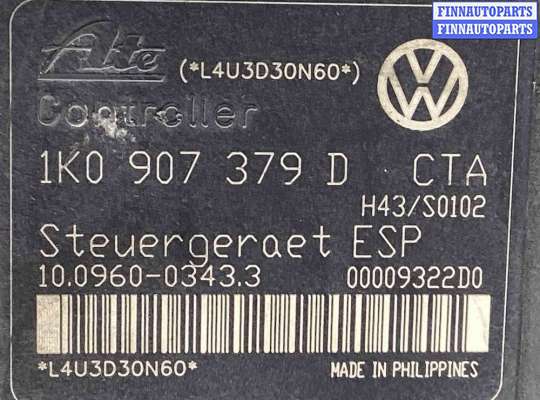 FINNAUTOPARTS
FINNAUTOPARTS
Ate (*L4U3D30N60*)
Controller
1K0 907 379 D CTA
H43/S0102
Steuergeraet ESP
10.0960-0343.3 00009322D0
*L4U3D30N60* MADE IN PHILIPPINES